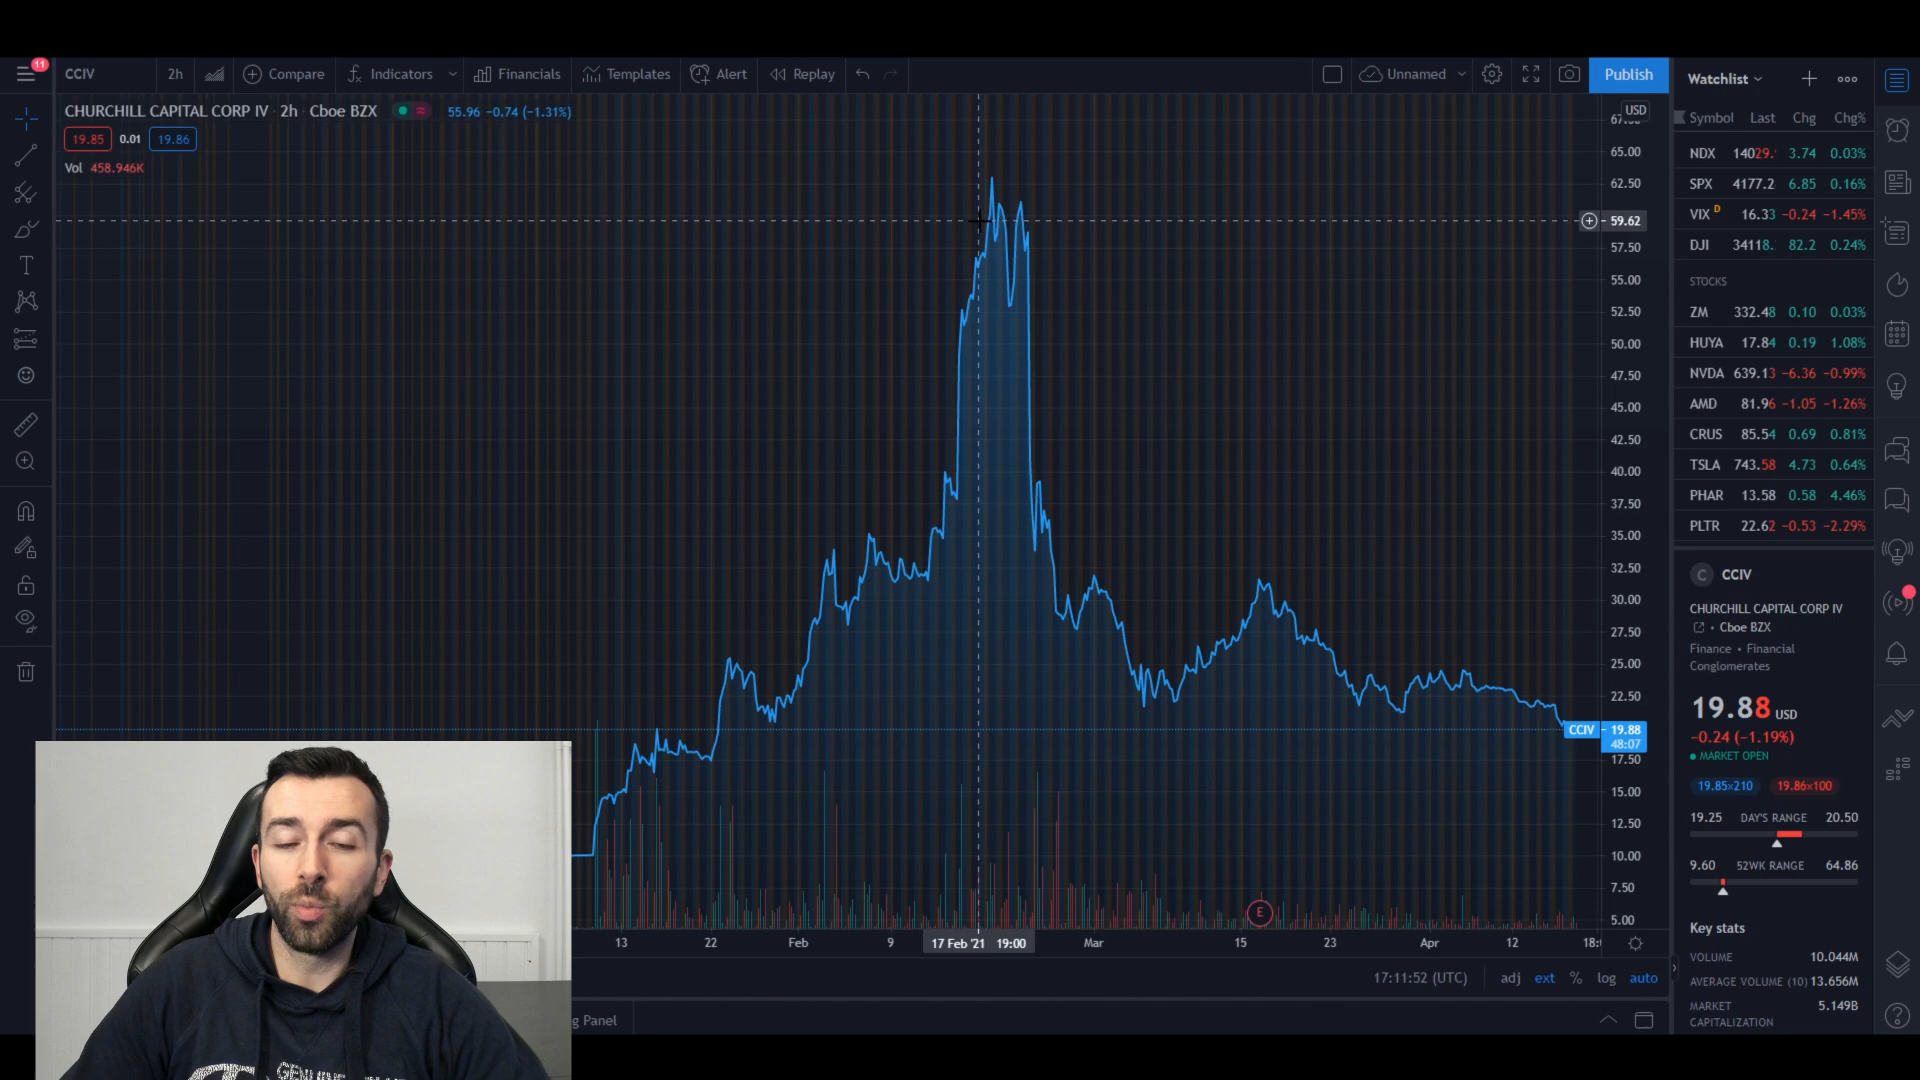 11
CCIV 2h Compare Indicators Financials Templates Alert Replay Unnamed Publish
CHURCHILL CAPITAL CORP IV · 2h · Cboe BZX 55.96 −0.74 (−1.31%)
19.85 0.01 19.86
Vol 458.946K
USD
65.00
62.50
59.62
57.50
55.00
52.50
50.00
47.50
45.00
42.50
40.00
37.50
35.00
32.50
30.00
27.50
25.00
22.50
CCIV 19.88
48:07
17.50
15.00
12.50
10.00
7.50
5.00
E
13 22 Feb 9 17 Feb '21 19:00 Mar 15 23 Apr 12
17:11:52 (UTC) adj ext % log auto
g Panel
Watchlist
Symbol Last Chg Chg%
NDX 14029. 3.74 0.03%
SPX 4177.2 6.85 0.16%
VIX D 16.33 −0.24 −1.45%
DJI 34118. 82.2 0.24%
STOCKS
ZM 332.48 0.10 0.03%
HUYA 17.84 0.19 1.08%
NVDA 639.13 −6.36 −0.99%
AMD 81.96 −1.05 −1.26%
CRUS 85.54 0.69 0.81%
TSLA 743.58 4.73 0.64%
PHAR 13.58 0.58 4.46%
PLTR 22.62 −0.53 −2.29%
C CCIV
CHURCHILL CAPITAL CORP IV
• Cboe BZX
Finance • Financial
Conglomerates
19.88 USD
−0.24 (−1.19%)
MARKET OPEN
19.85×210 19.86×100
19.25 DAY'S RANGE 20.50
9.60 52WK RANGE 64.86
Key stats
VOLUME 10.044M
AVERAGE VOLUME (10) 13.656M
MARKET 5.149B
CAPITALIZATION